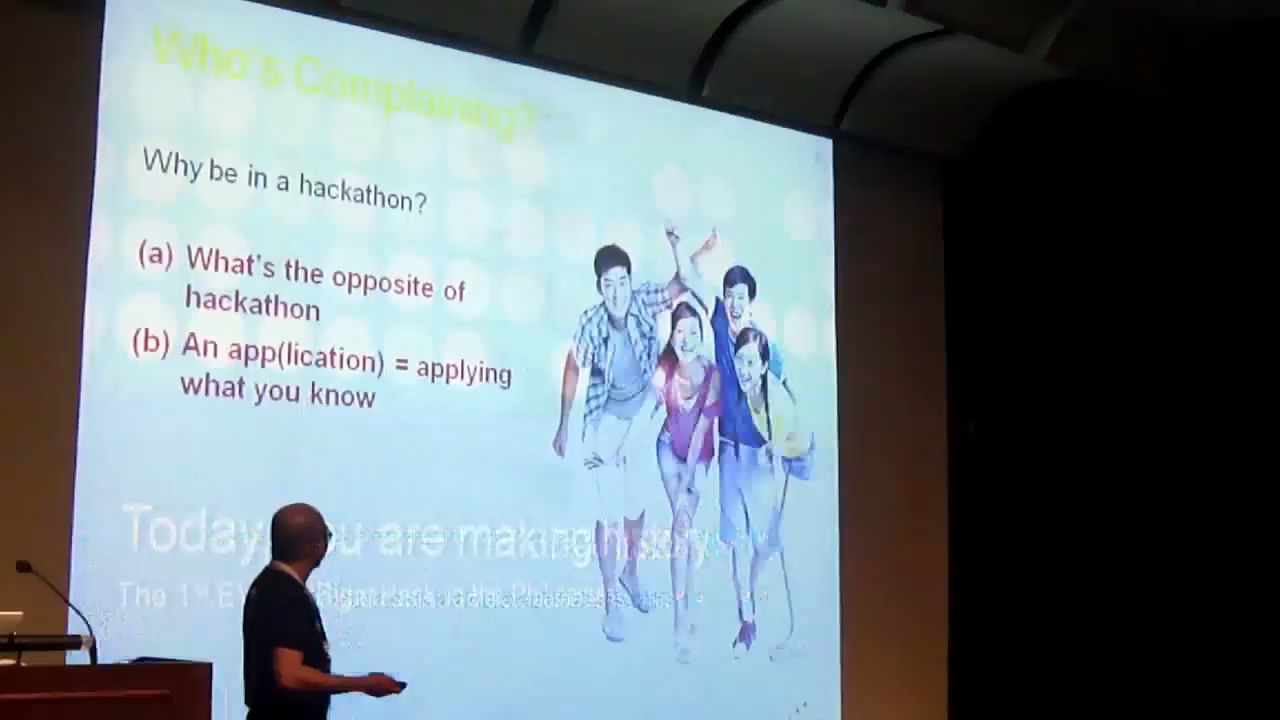 Who's Complaining?
Why be in a hackathon?
(a) What's the opposite of
hackathon
(b) An app(lication) = applying
what you know
Today, you are making history
The 1st